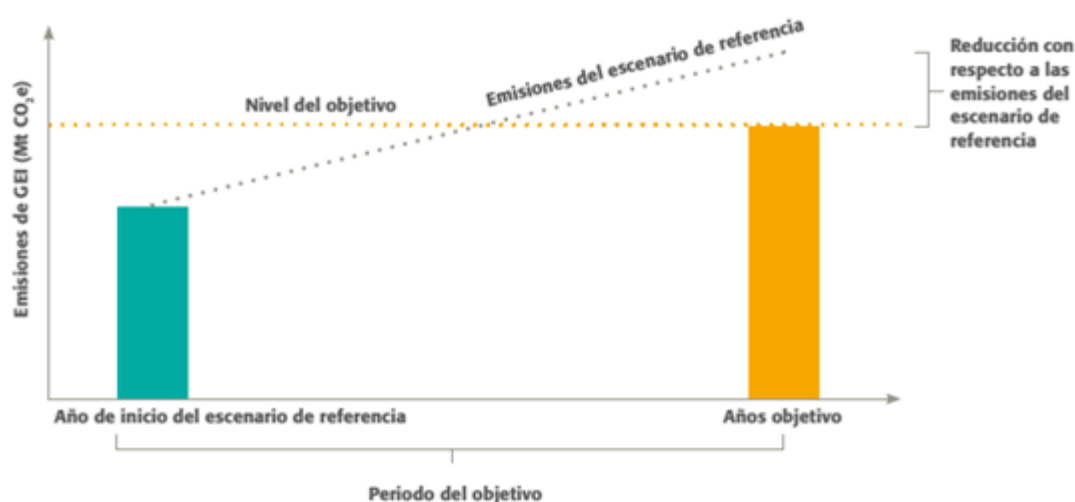 Emisiones del escenario de referencia
Reducción con
respecto a las
emisiones del
escenario de
referencia
Nivel del objetivo
Emisiones de GEI (Mt CO₂e)
Año de inicio del escenario de referencia
Años objetivo
Periodo del objetivo